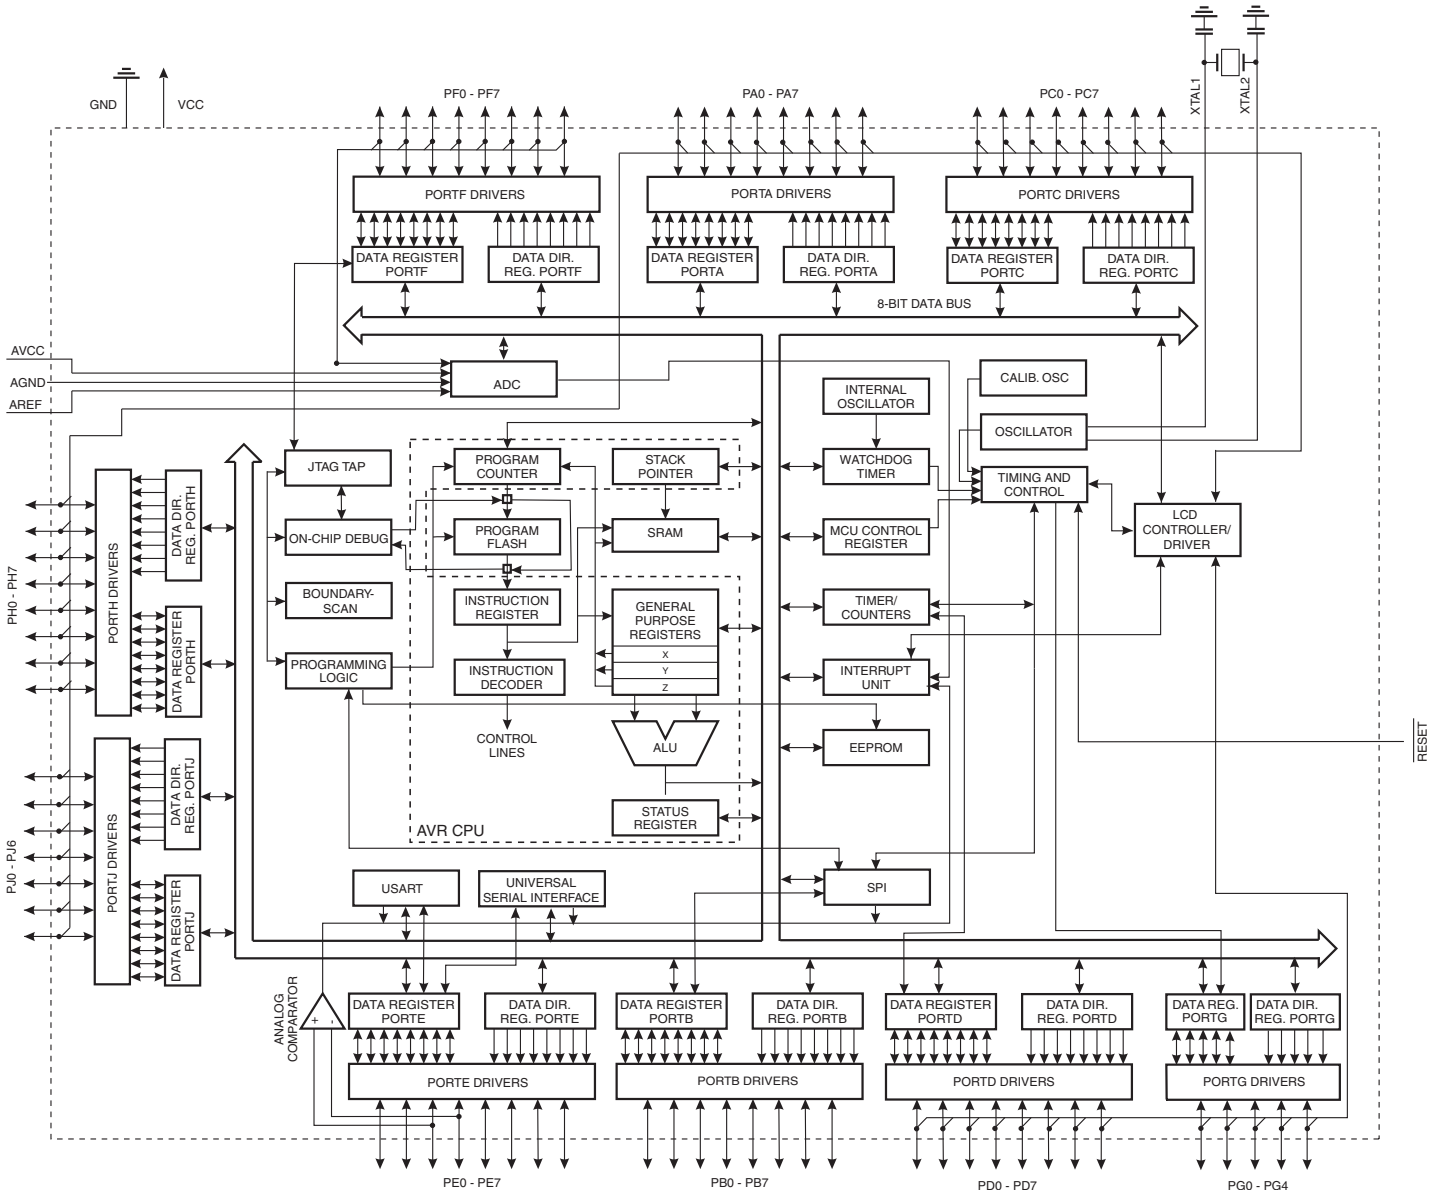 XTAL1
XTAL2
GND
VCC
PF0 - PF7
PA0 - PA7
PC0 - PC7
PORTF DRIVERS
PORTA DRIVERS
PORTC DRIVERS
DATA REGISTER
PORTF
DATA DIR.
REG. PORTF
DATA REGISTER
PORTA
DATA DIR.
REG. PORTA
DATA REGISTER
PORTC
DATA DIR.
REG. PORTC
8-BIT DATA BUS
AVCC
AGND
AREF
ADC
CALIB. OSC
INTERNAL
OSCILLATOR
OSCILLATOR
JTAG TAP
PROGRAM
COUNTER
STACK
POINTER
WATCHDOG
TIMER
TIMING AND
CONTROL
LCD
CONTROLLER/
DRIVER
ON-CHIP DEBUG
PROGRAM
FLASH
SRAM
MCU CONTROL
REGISTER
BOUNDARY-
SCAN
INSTRUCTION
REGISTER
GENERAL
PURPOSE
REGISTERS
X
Y
Z
TIMER/
COUNTERS
PROGRAMMING
LOGIC
INSTRUCTION
DECODER
INTERRUPT
UNIT
CONTROL
LINES
ALU
EEPROM
RESET
STATUS
REGISTER
AVR CPU
PH0 - PH7
PORTH DRIVERS
DATA DIR.
REG. PORTH
DATA REGISTER
PORTH
PJ0 - PJ6
PORTJ DRIVERS
DATA DIR.
REG. PORTJ
DATA REGISTER
PORTJ
USART
UNIVERSAL
SERIAL INTERFACE
SPI
ANALOG
COMPARATOR
+
-
DATA REGISTER
PORTE
DATA DIR.
REG. PORTE
DATA REGISTER
PORTB
DATA DIR.
REG. PORTB
DATA REGISTER
PORTD
DATA DIR.
REG. PORTD
DATA REG.
PORTG
DATA DIR.
REG. PORTG
PORTE DRIVERS
PORTB DRIVERS
PORTD DRIVERS
PORTG DRIVERS
PE0 - PE7
PB0 - PB7
PD0 - PD7
PG0 - PG4